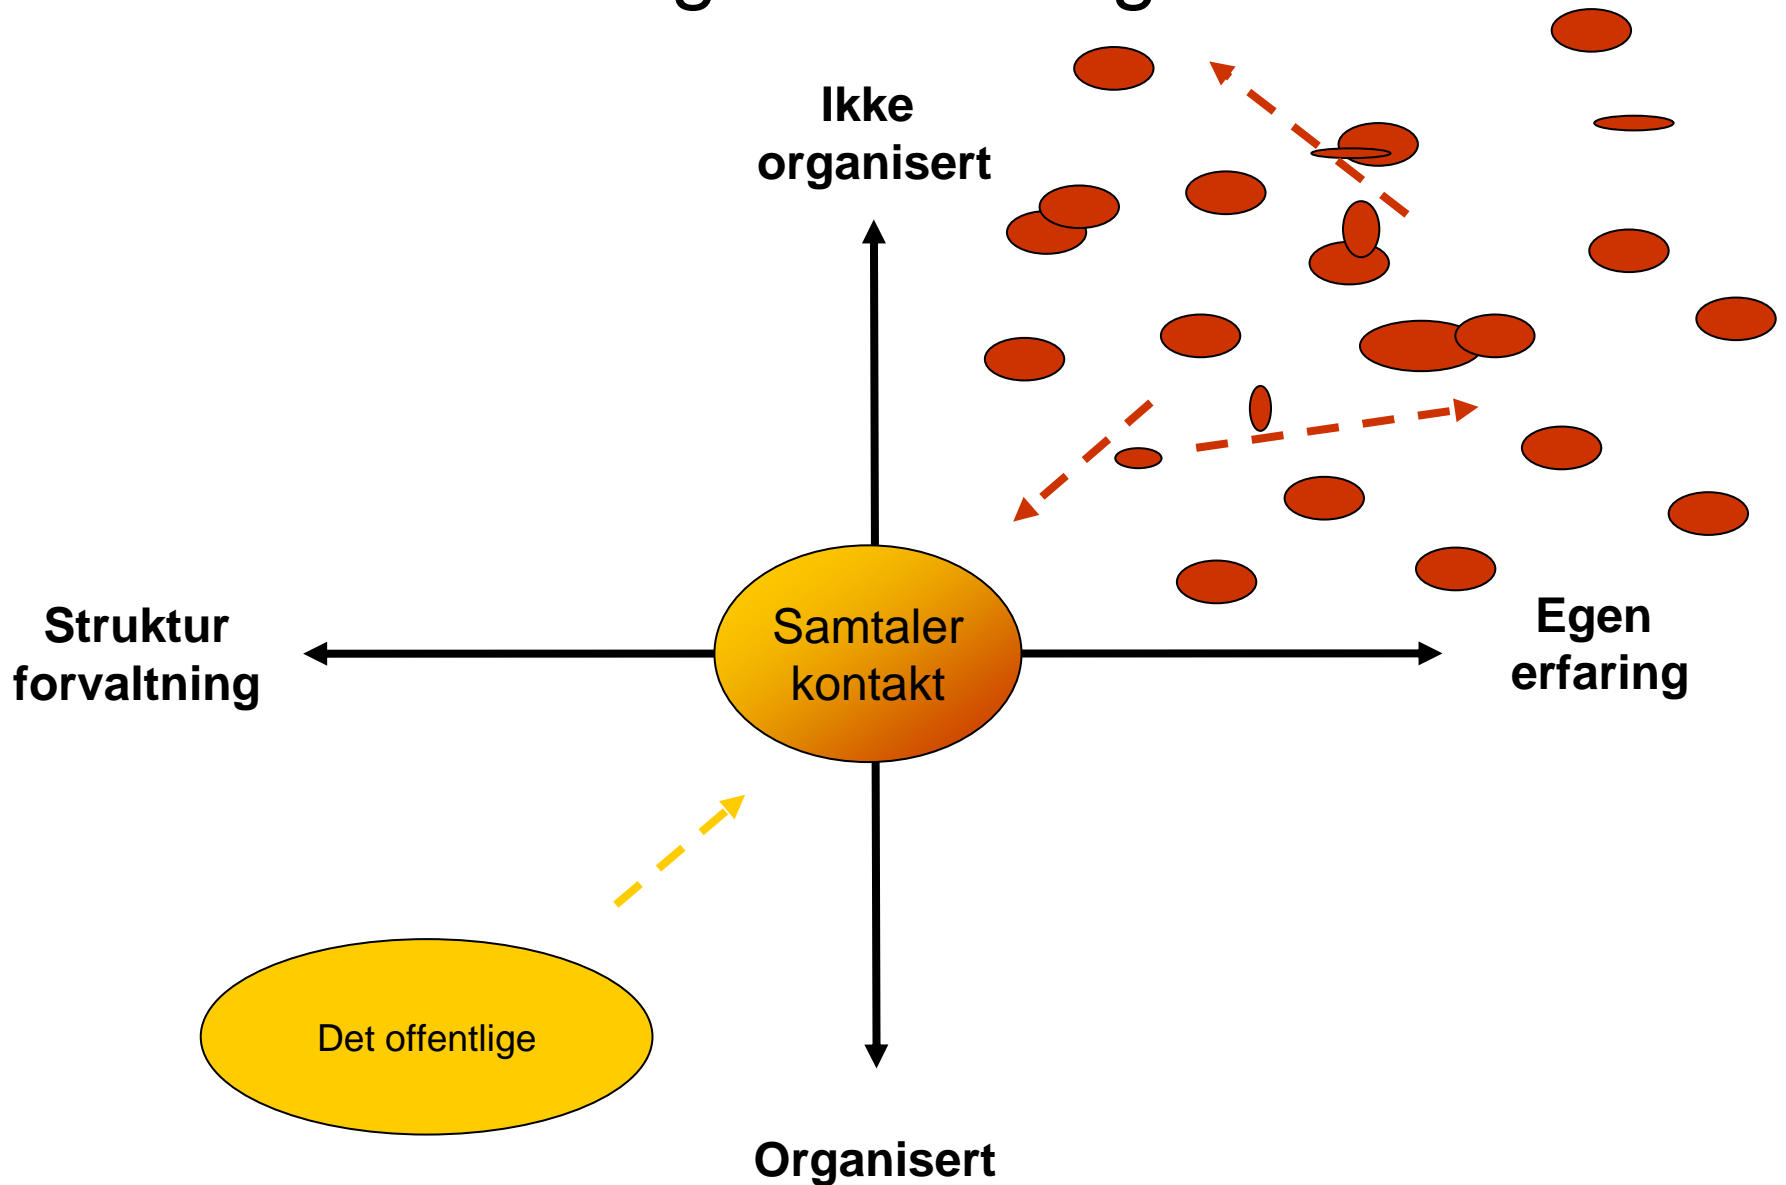 Ikke
organisert
Samtaler
kontakt
Struktur
forvaltning
Egen
erfaring
Det offentlige
Organisert